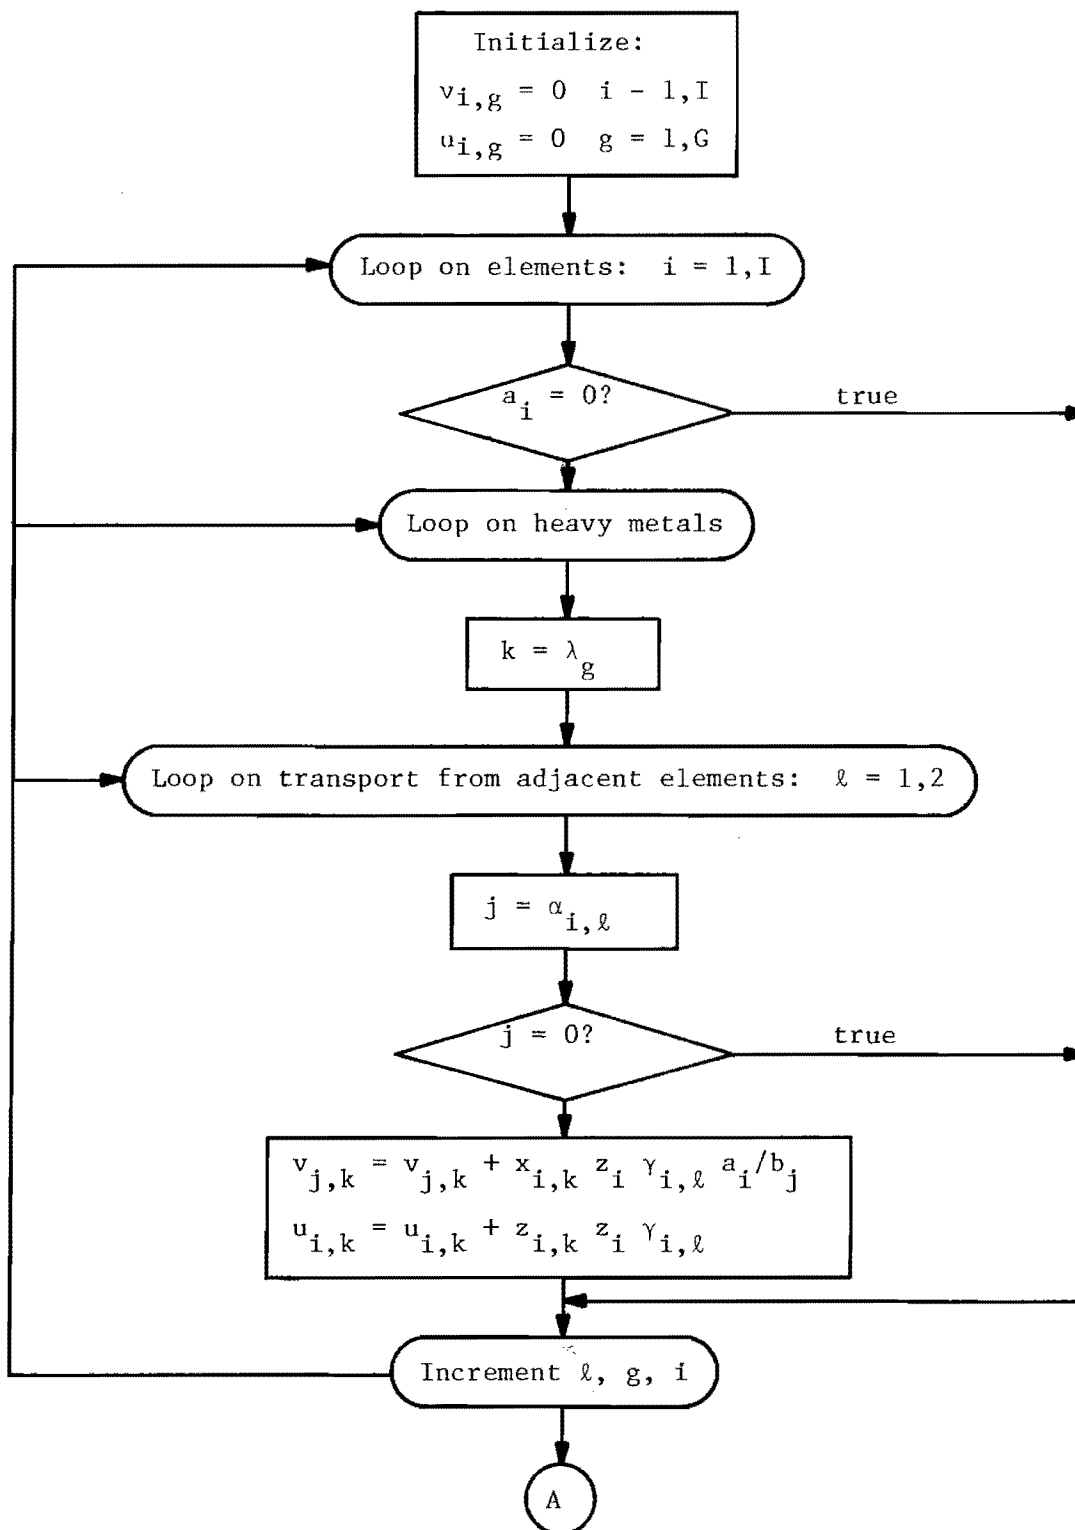 Initialize:
v_{i,g} = 0 i - 1,I
u_{i,g} = 0 g = 1,G
Loop on elements: i = 1,I
a_i = 0?
true
Loop on heavy metals
k = λ_g
Loop on transport from adjacent elements: ℓ = 1,2
j = α_{i,ℓ}
j = 0?
true
v_{j,k} = v_{j,k} + x_{i,k} z_i γ_{i,ℓ} a_i/b_j
u_{i,k} = u_{i,k} + z_{i,k} z_i γ_{i,ℓ}
Increment ℓ, g, i
A